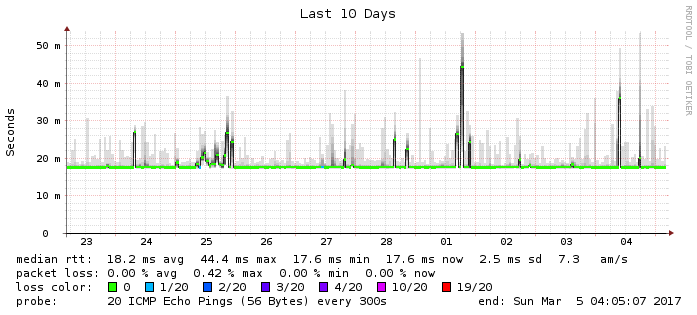 Last 10 Days
RRDTOOL / TOBI OETIKER
Seconds
50 m
40 m
30 m
20 m
10 m
0
23 24 25 26 27 28 01 02 03 04
median rtt: 18.2 ms avg 44.4 ms max 17.6 ms min 17.6 ms now 2.5 ms sd 7.3 am/s
packet loss: 0.00 % avg 0.42 % max 0.00 % min 0.00 % now
loss color: 0 1/20 2/20 3/20 4/20 10/20 19/20
probe: 20 ICMP Echo Pings (56 Bytes) every 300s end: Sun Mar 5 04:05:07 2017